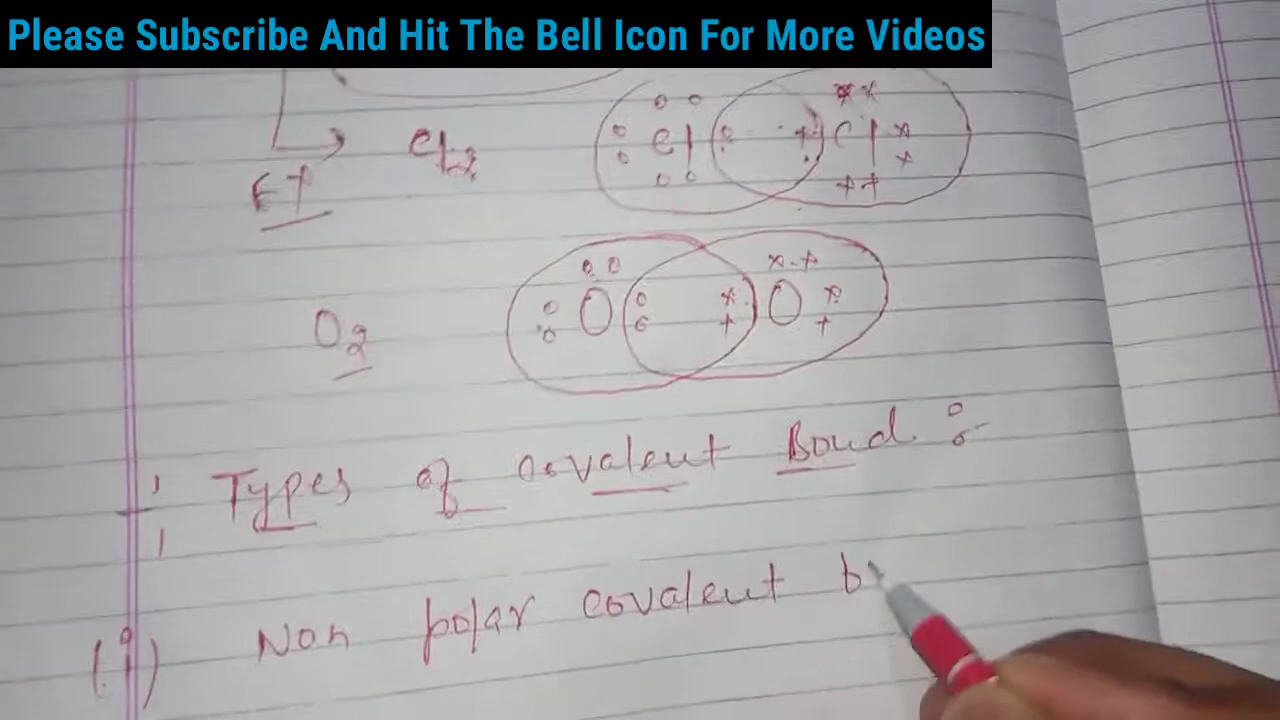 Please Subscribe And Hit The Bell Icon For More Videos
Cl2 Cl Cl
O2 O O
Types of covalent Bond :-
(i) Non polar covalent b